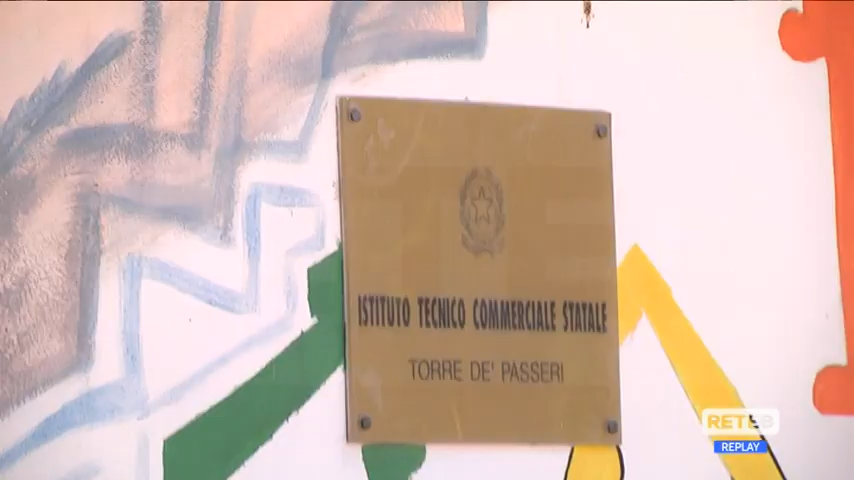 ISTITUTO TECNICO COMMERCIALE STATALE
TORRE DE' PASSERI
RETE8
REPLAY